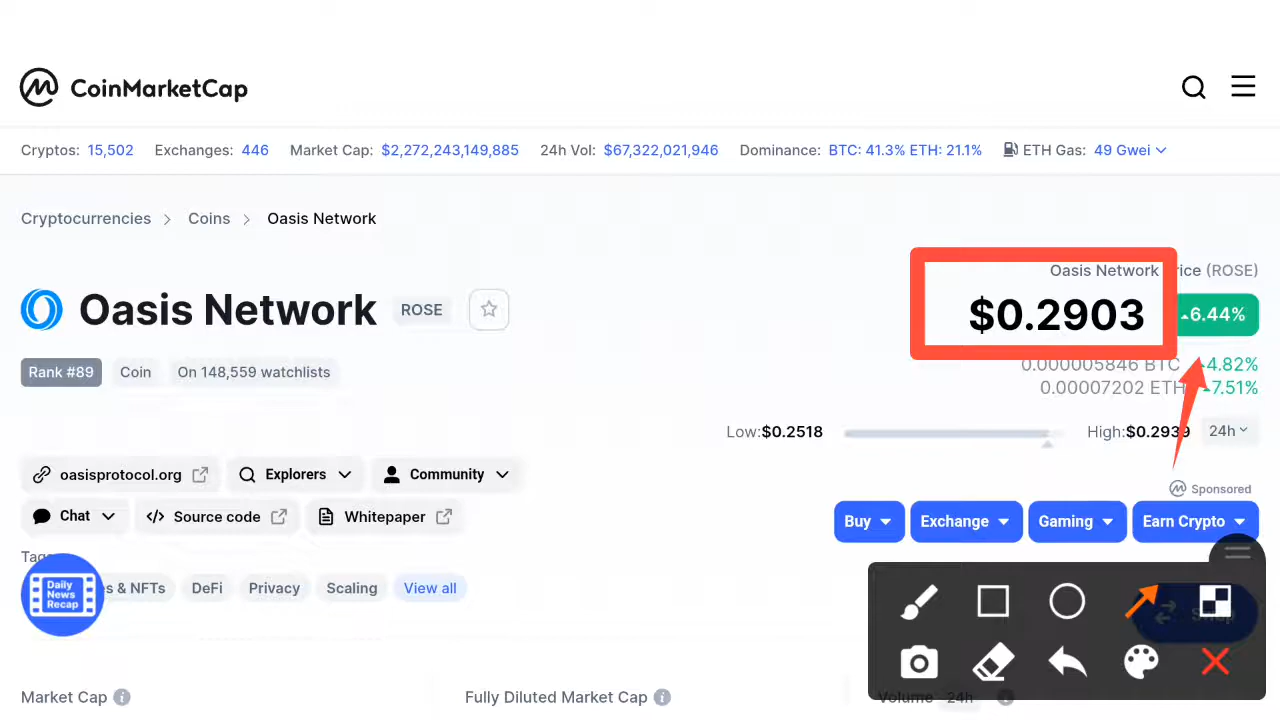 CoinMarketCap
Cryptos: 15,502 Exchanges: 446 Market Cap: $2,272,243,149,885 24h Vol: $67,322,021,946 Dominance: BTC: 41.3% ETH: 21.1% ETH Gas: 49 Gwei
Cryptocurrencies Coins Oasis Network
Oasis Network rice (ROSE)
Oasis Network ROSE $0.2903 6.44%
Rank #89 Coin On 148,559 watchlists 0.000005846 BTC 4.82%
0.00007202 ETH 7.51%
Low:$0.2518 High:$0.2939 24h
oasisprotocol.org Explorers Community
Sponsored
Chat Source code Whitepaper Buy Exchange Gaming Earn Crypto
Daily
News
Recap
s & NFTs DeFi Privacy Scaling View all
Market Cap Fully Diluted Market Cap Volume 24h